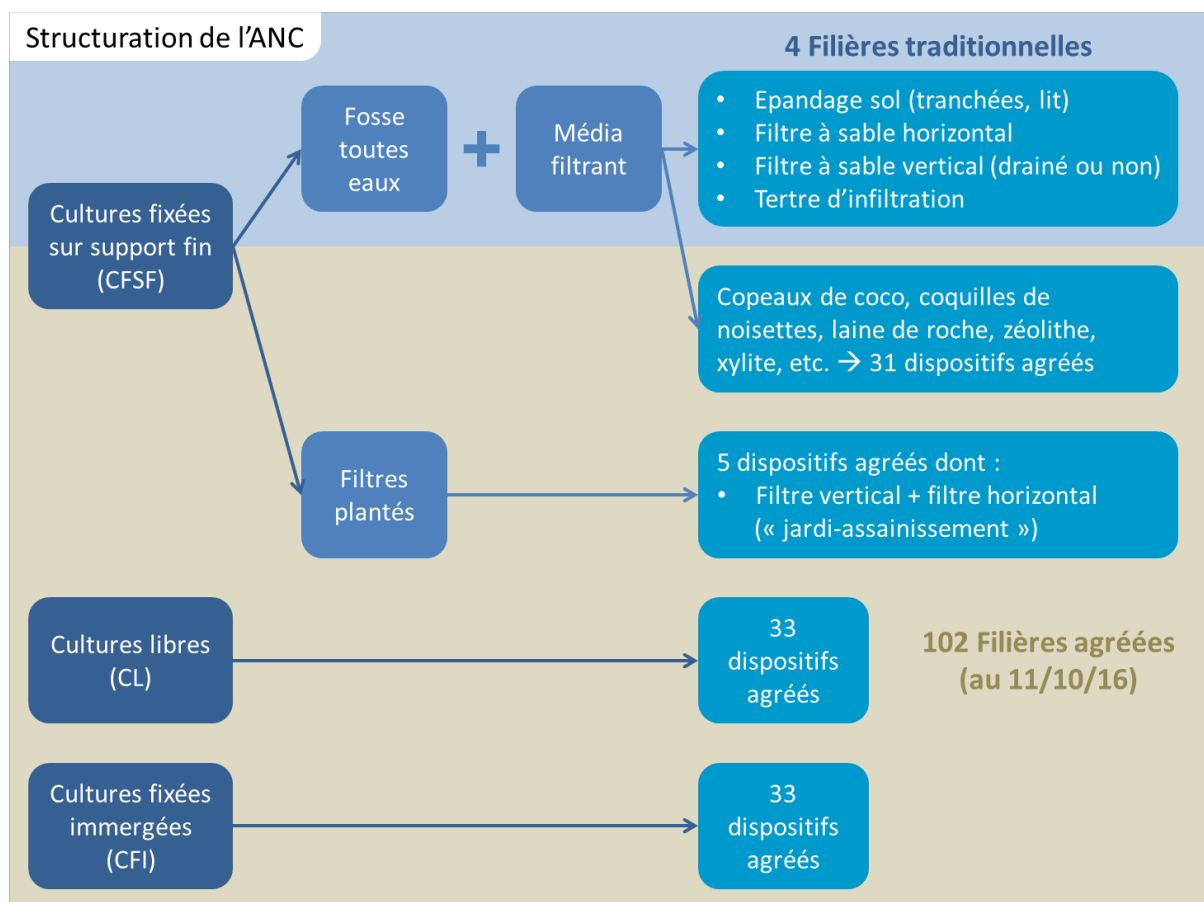 Structuration de l’ANC
4 Filières traditionnelles
Fosse
toutes
eaux
+
Média
filtrant
• Epandage sol (tranchées, lit)
• Filtre à sable horizontal
• Filtre à sable vertical (drainé ou non)
• Tertre d’infiltration
Cultures fixées
sur support fin
(CFSF)
Copeaux de coco, coquilles de
noisettes, laine de roche, zéolithe,
xylite, etc. → 31 dispositifs agréés
Filtres
plantés
5 dispositifs agréés dont :
• Filtre vertical + filtre horizontal
(« jardi-assainissement »)
Cultures libres
(CL)
33
dispositifs
agréés
102 Filières agréées
(au 11/10/16)
Cultures fixées
immergées
(CFI)
33
dispositifs
agréés